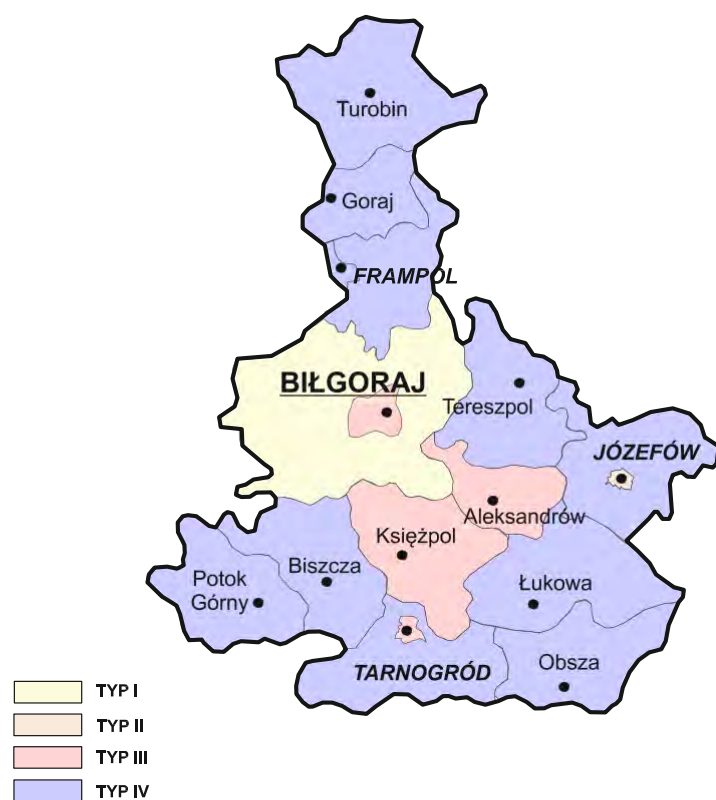 Turobin
Goraj
FRAMPOL
BIŁGORAJ
Tereszpol
JÓZEFÓW
Aleksandrów
Księżpol
Biszcza
Potok
Górny
Łukowa
TARNOGRÓD
Obsza
TYP I
TYP II
TYP III
TYP IV